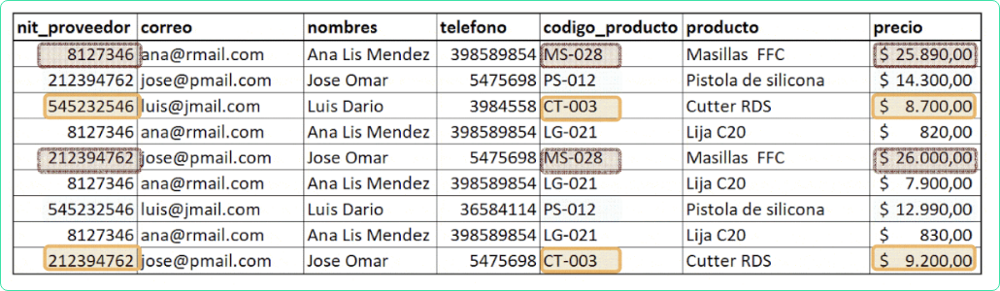 nit_proveedor correo nombres telefono codigo_producto producto precio
8127346 ana@rmail.com Ana Lis Mendez 398589854 MS-028 Masillas FFC $ 25.890,00
212394762 jose@pmail.com Jose Omar 5475698 PS-012 Pistola de silicona $ 14.300,00
545232546 luis@jmail.com Luis Dario 3984558 CT-003 Cutter RDS $ 8.700,00
8127346 ana@rmail.com Ana Lis Mendez 398589854 LG-021 Lija C20 $ 820,00
212394762 jose@pmail.com Jose Omar 5475698 MS-028 Masillas FFC $ 26.000,00
8127346 ana@rmail.com Ana Lis Mendez 398589854 LG-021 Lija C20 $ 7.900,00
545232546 luis@jmail.com Luis Dario 36584114 PS-012 Pistola de silicona $ 12.990,00
8127346 ana@rmail.com Ana Lis Mendez 398589854 LG-021 Lija C20 $ 830,00
212394762 jose@pmail.com Jose Omar 5475698 CT-003 Cutter RDS $ 9.200,00